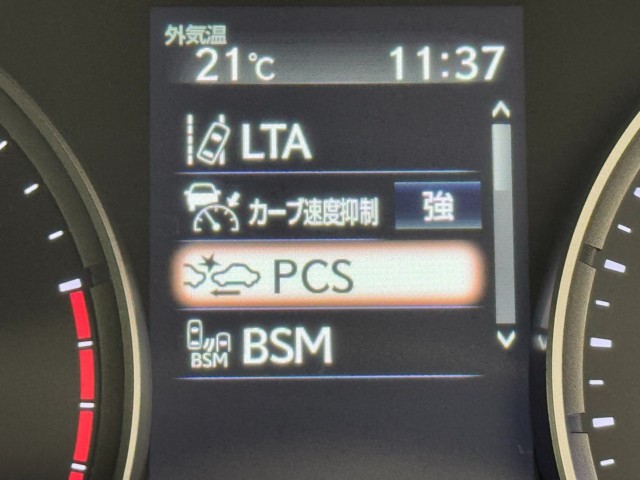 外気温
21℃ 11:37
LTA
カーブ速度抑制 強
PCS
BSM BSM